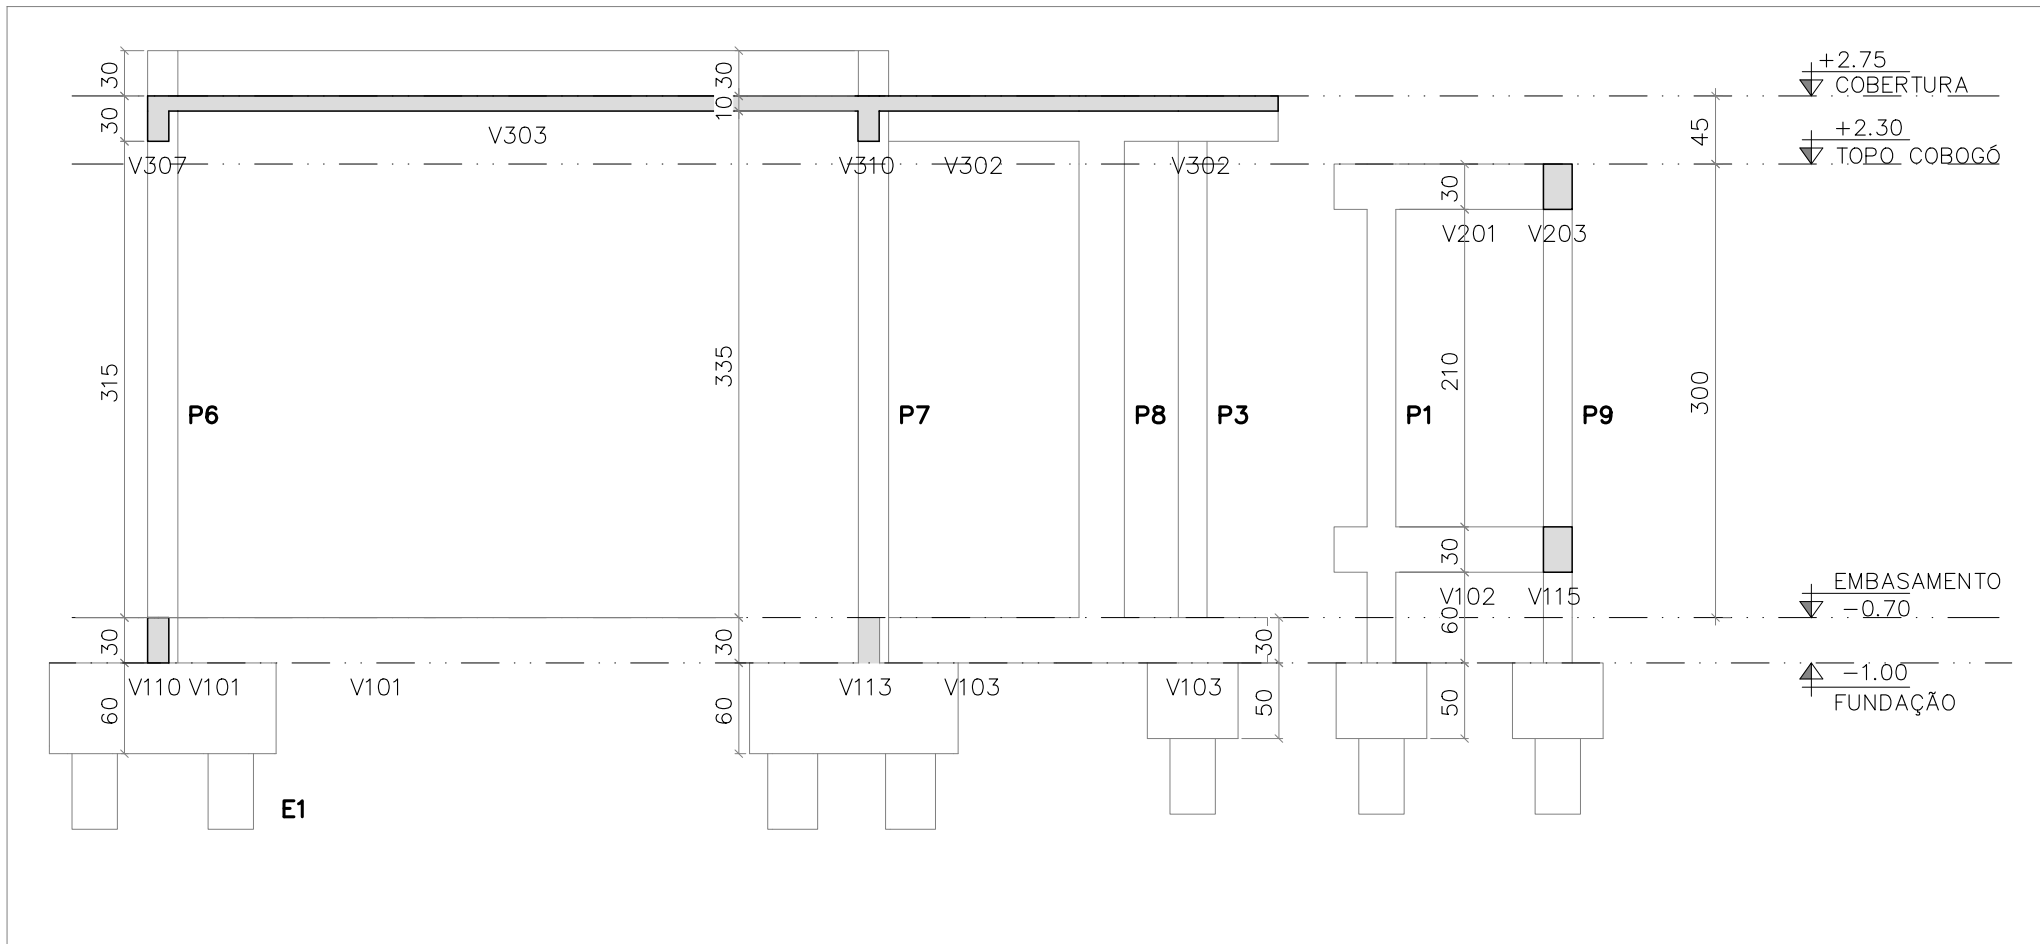 +2.75
COBERTURA
30
30
30
10
45
+2.30
TOPO COBOGÓ
V303
V307
V310
V302
V302
30
V201
V203
315
335
210
300
P6
P7
P8
P3
P1
P9
30
V102
V115
60
EMBASAMENTO
-0.70
30
30
30
-1.00
FUNDAÇÃO
V110
V101
V101
V113
V103
V103
60
60
50
50
E1